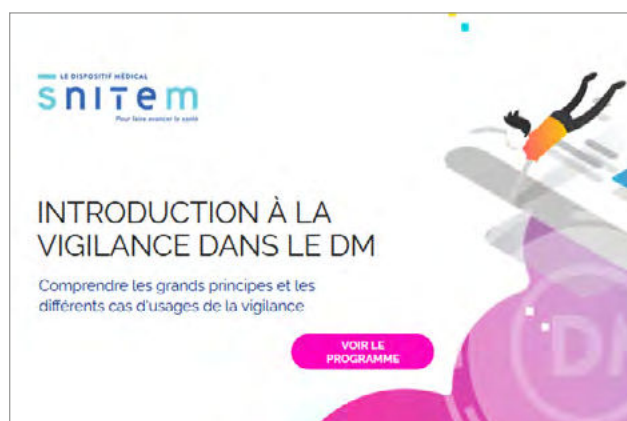 LE DISPOSITIF MÉDICAL
SNITEM
Pour faire avancer la santé
INTRODUCTION À LA
VIGILANCE DANS LE DM
Comprendre les grands principes et les
différents cas d'usages de la vigilance
VOIR LE
PROGRAMME
DM